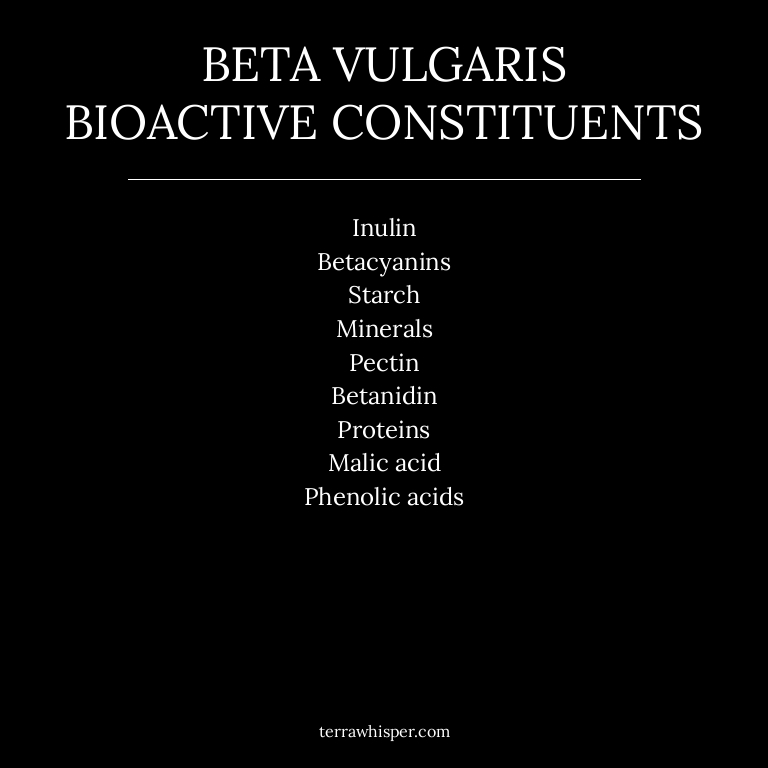 BETA VULGARIS
BIOACTIVE CONSTITUENTS
Inulin
Betacyanins
Starch
Minerals
Pectin
Betanidin
Proteins
Malic acid
Phenolic acids
terrawhisper.com